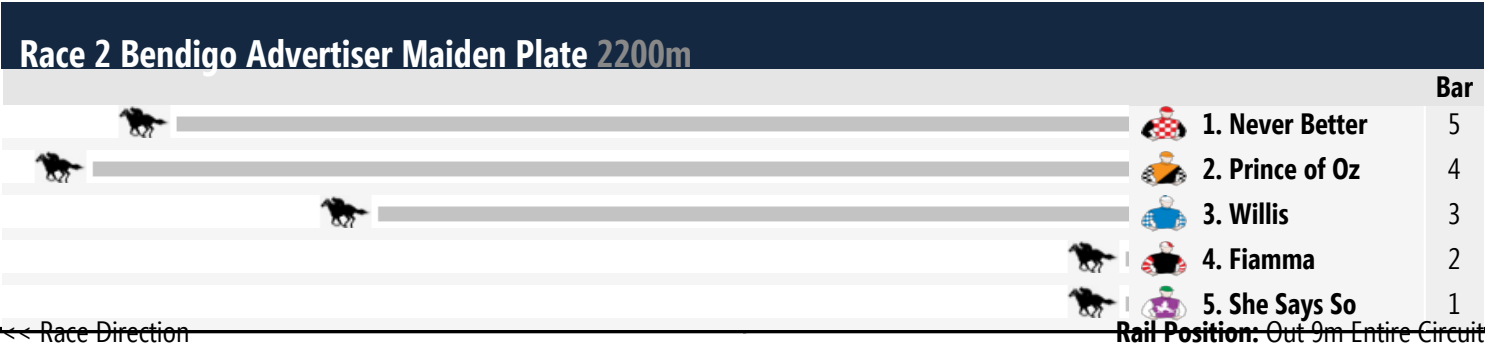 Race 2 Bendigo Advertiser Maiden Plate 2200m
Bar
1. Never Better 5
2. Prince of Oz 4
3. Willis 3
4. Fiamma 2
5. She Says So 1
<<< Race Direction Rail Position: Out 9m Entire Circuit